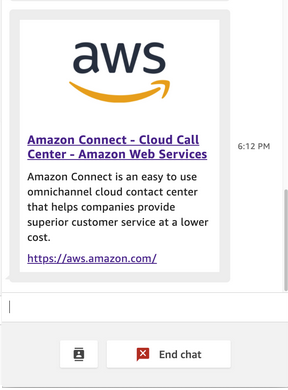 aws
Amazon Connect - Cloud Call
Center - Amazon Web Services
6:12 PM
Amazon Connect is an easy to use
omnichannel cloud contact center
that helps companies provide
superior customer service at a lower
cost.
https://aws.amazon.com/
End chat